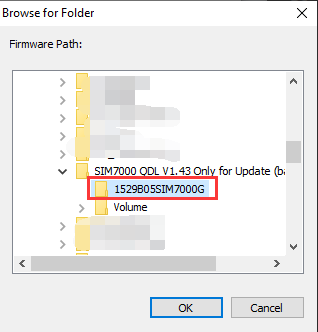 Browse for Folder
Firmware Path:
SIM7000 QDL V1.43 Only for Update (ba
1529B05SIM7000G
Volume
OK
Cancel